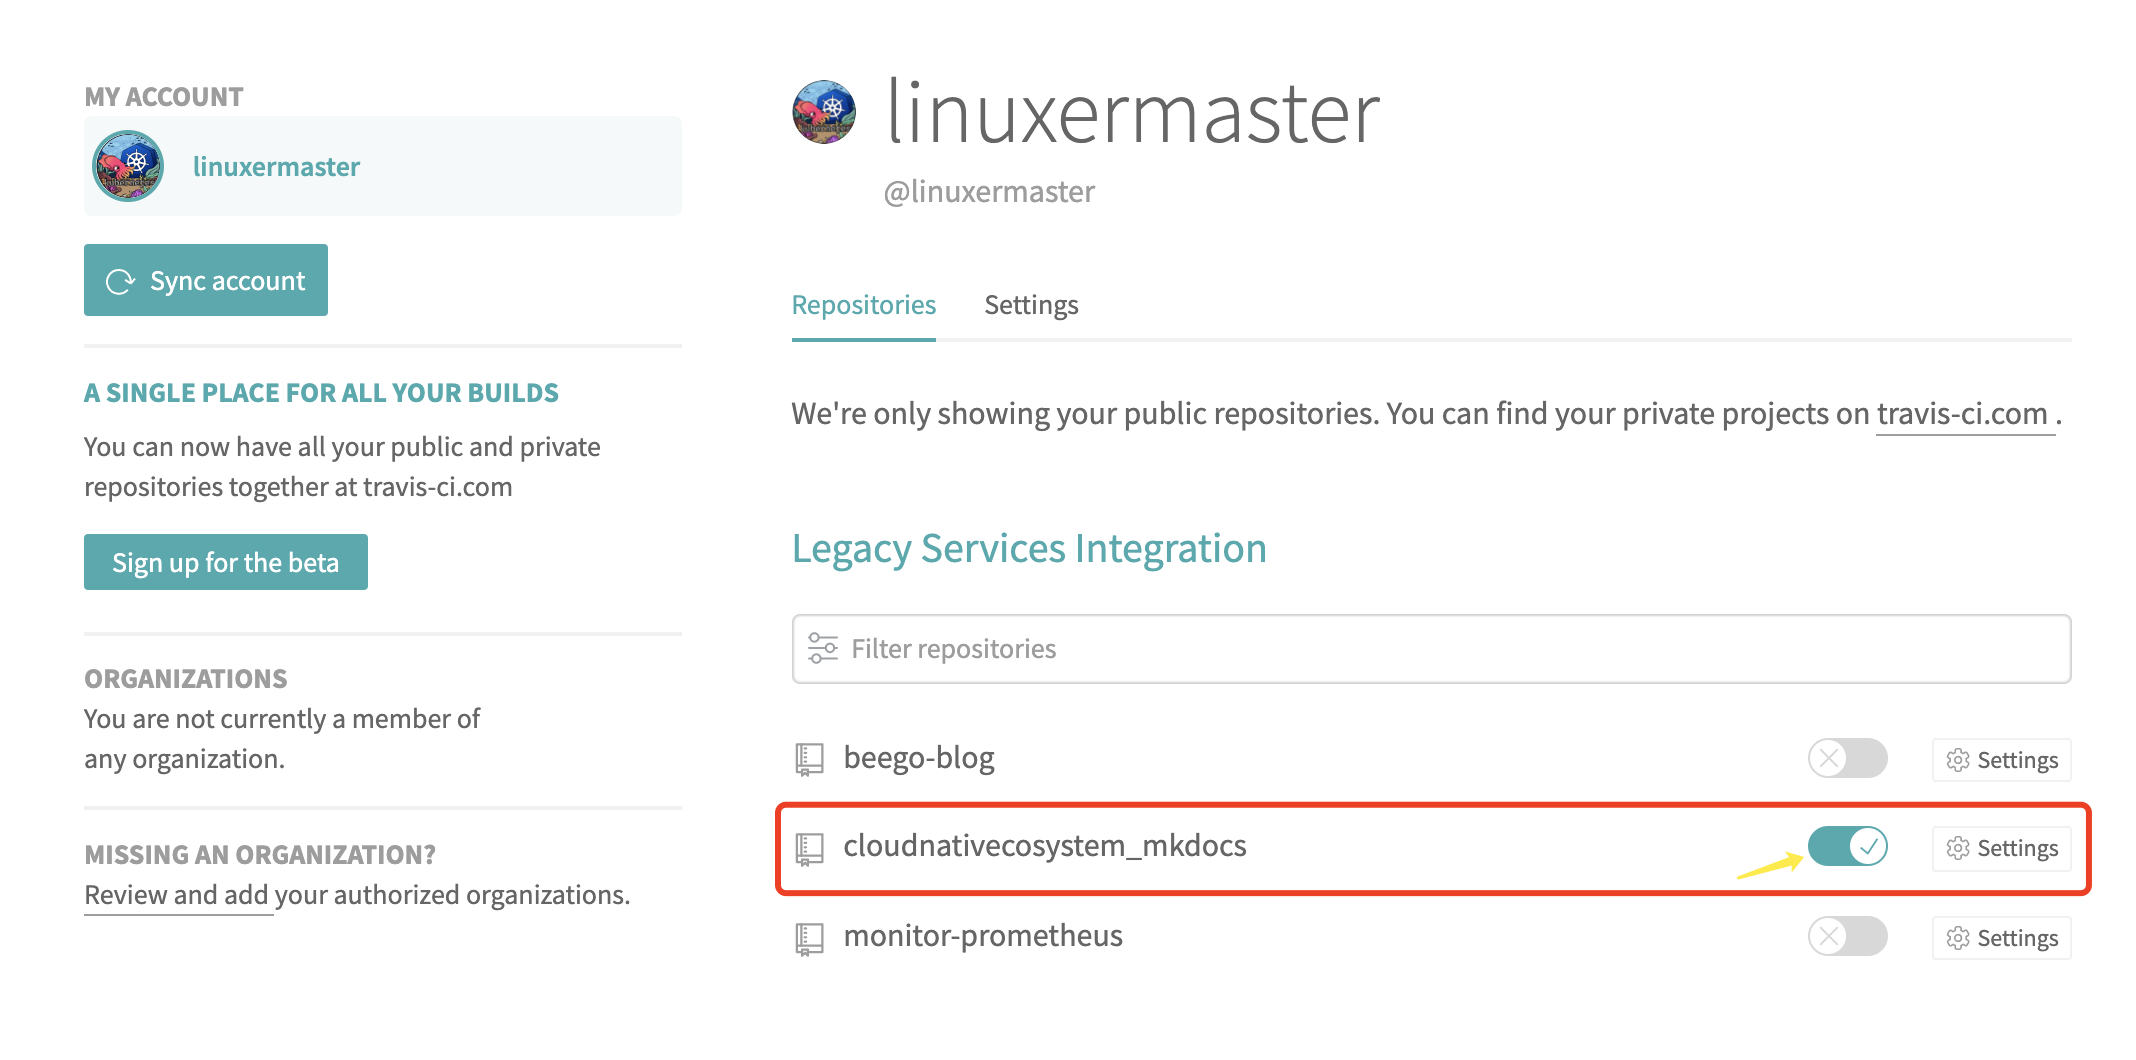 MY ACCOUNT
linuxermaster
Sync account
A SINGLE PLACE FOR ALL YOUR BUILDS
You can now have all your public and private
repositories together at travis-ci.com
Sign up for the beta
ORGANIZATIONS
You are not currently a member of
any organization.
MISSING AN ORGANIZATION?
Review and add your authorized organizations.
linuxermaster
@linuxermaster
Repositories Settings
We're only showing your public repositories. You can find your private projects on travis-ci.com .
Legacy Services Integration
Filter repositories
beego-blog Settings
cloudnativecosystem_mkdocs Settings
monitor-prometheus Settings